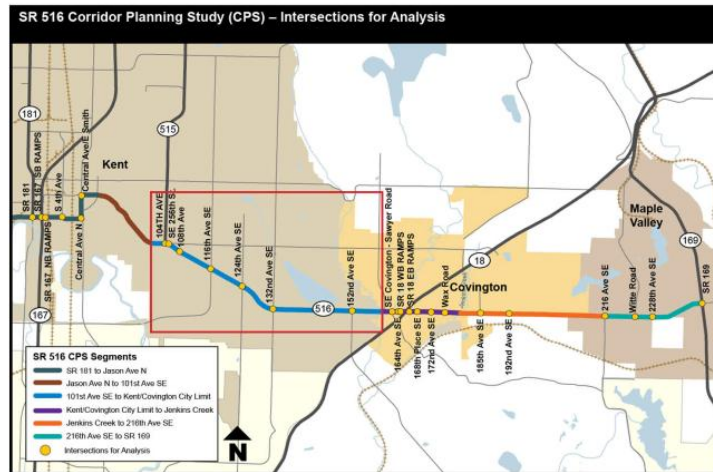 SR 516 Corridor Planning Study (CPS) – Intersections for Analysis
181
SR 181
SR 167 SB RAMPS
SR 167 NB RAMPS
S 4th Ave
Central Ave/E Smith
Central Ave N
Kent
515
104TH AVE
SE 256th St.
108th Ave
116th Ave SE
124th Ave SE
132nd Ave SE
516
152nd Ave SE
SE Covington - Sawyer Road
164th Ave SE
SR 18 WB RAMPS
SR 18 EB RAMPS
168th Place SE
172nd Ave SE
Wax Road
18
Covington
185th Ave SE
192nd Ave SE
216 Ave SE
Witte Road
228th Ave SE
Maple
Valley
169
SR 169
167
SR 516 CPS Segments
SR 181 to Jason Ave N
Jason Ave N to 101st Ave SE
101st Ave SE to Kent/Covington City Limit
Kent/Covington City Limit to Jenkins Creek
Jenkins Creek to 216th Ave SE
216th Ave SE to SR 169
Intersections for Analysis
N